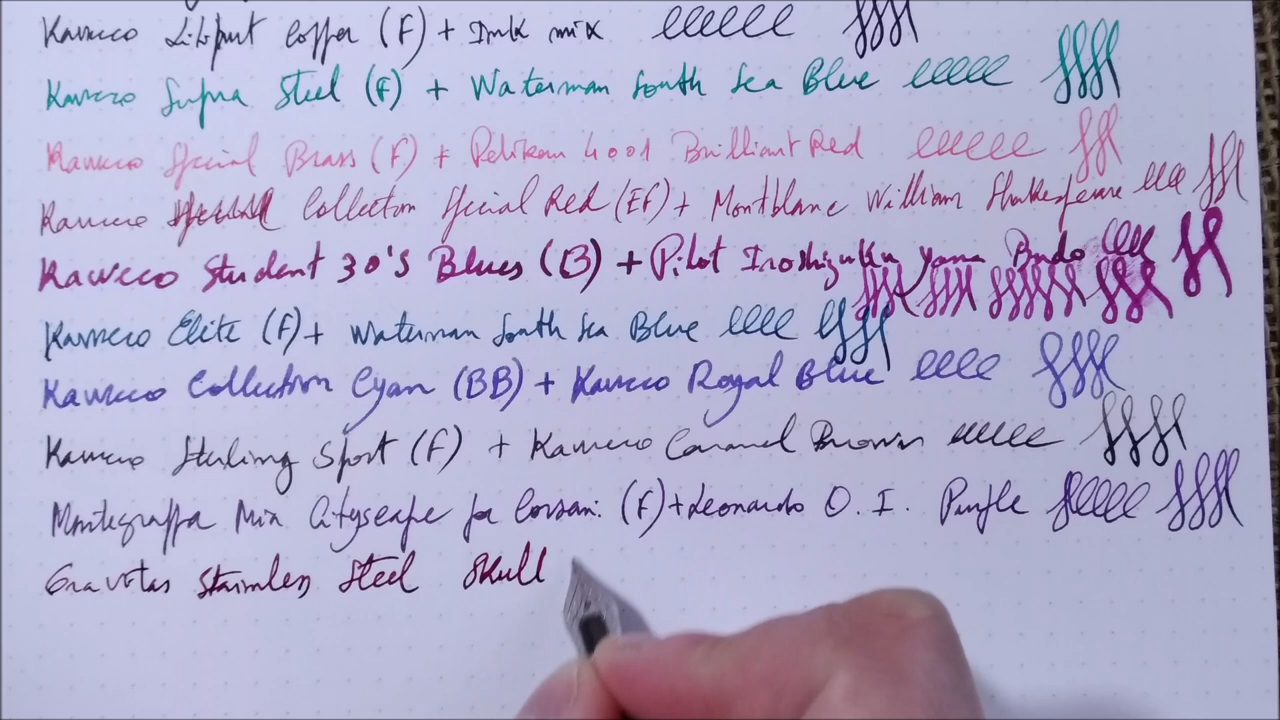 Kaweco Liliput Copper (F) + Ink mix
Kaweco Supra Steel (F) + Waterman South Sea Blue
Kaweco Special Brass (F) + Pelikan 4001 Brilliant Red
Kaweco Collection Special Red (EF) + Montblanc William Shakespeare
Kaweco Student 30's Blues (B) + Pilot Iroshizuku yama Budo
Kaweco Elite (F) + Waterman South Sea Blue
Kaweco Collection Cyan (BB) + Kaweco Royal Blue
Kaweco Sterling Sport (F) + Kaweco Caramel Brown
Montegrappa Mia Cityscape for Corsani (F) + Leonardo O. I. Purple
Gravitas Stainless Steel Skull